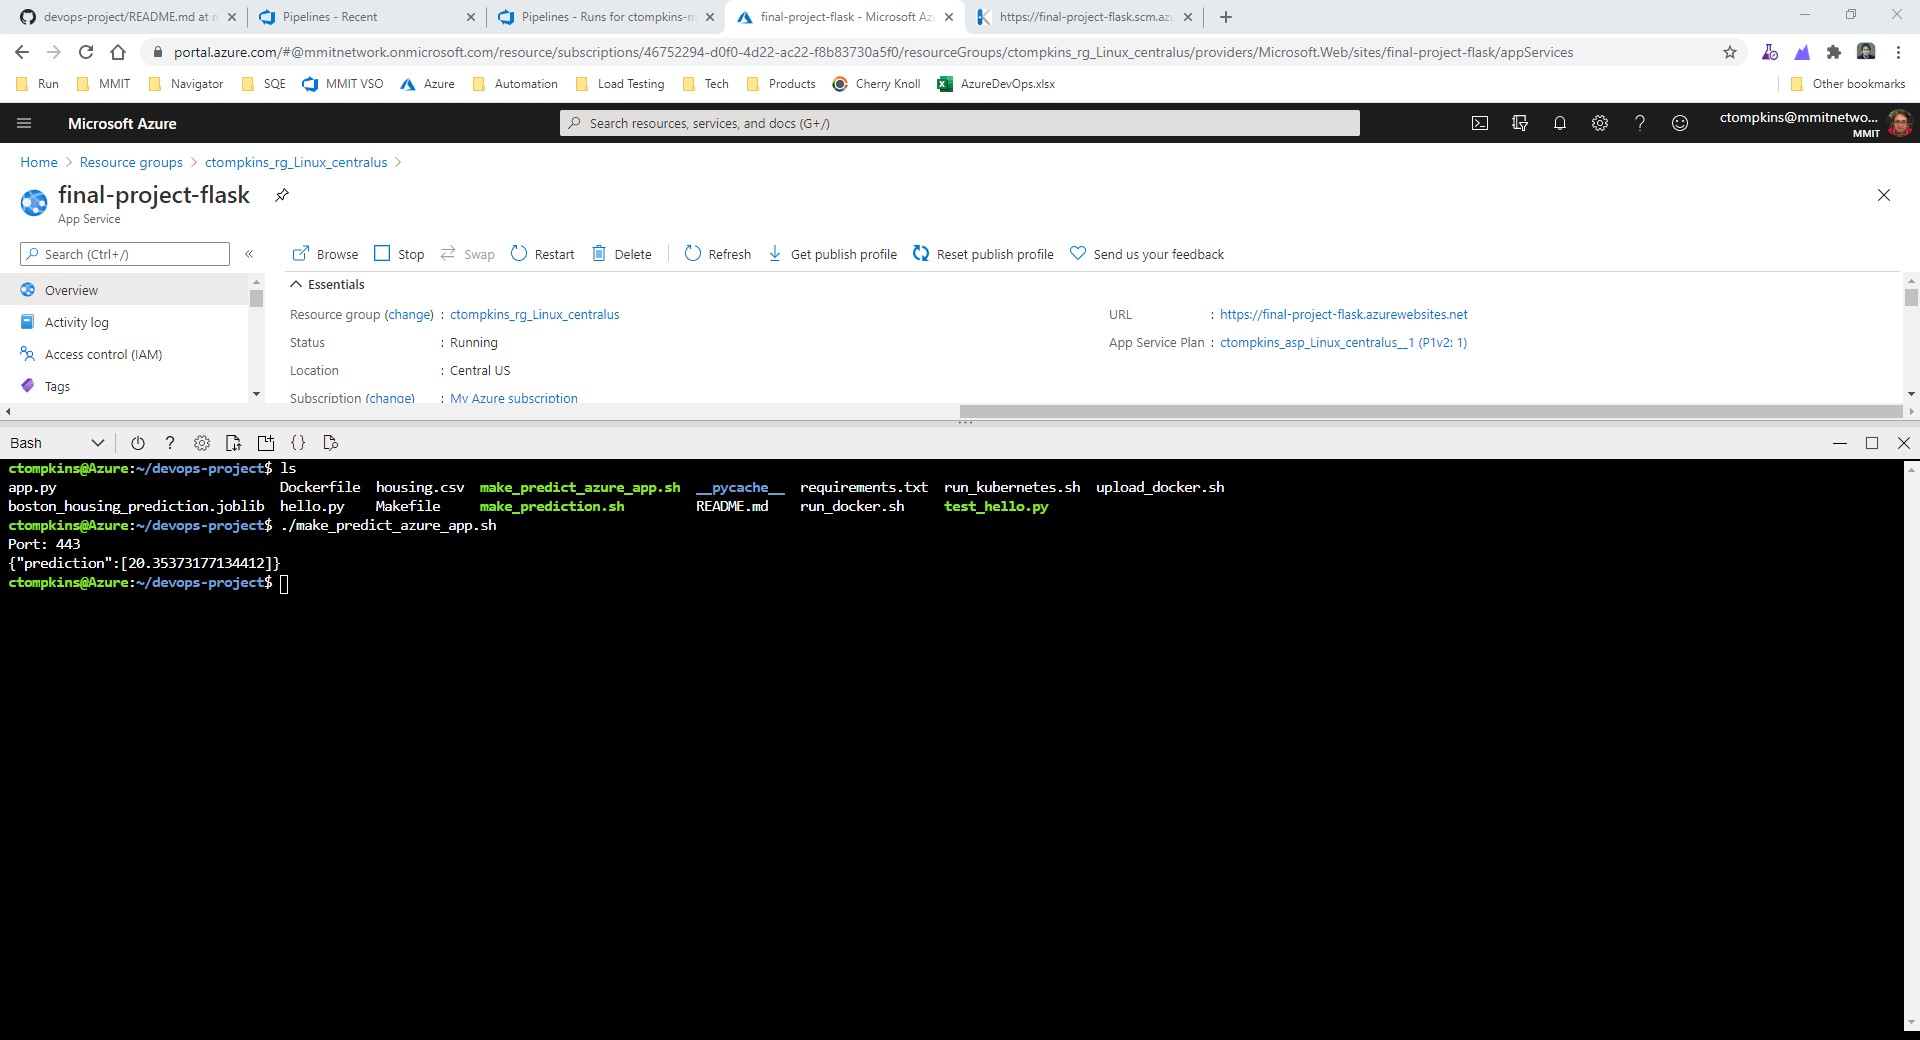 devops-project/README.md at m
Pipelines - Recent
Pipelines - Runs for ctompkins-m
final-project-flask - Microsoft Az
https://final-project-flask.scm.az
portal.azure.com/#@mmitnetwork.onmicrosoft.com/resource/subscriptions/46752294-d0f0-4d22-ac22-f8b83730a5f0/resourceGroups/ctompkins_rg_Linux_centralus/providers/Microsoft.Web/sites/final-project-flask/appServices
Run MMIT Navigator SQE MMIT VSO Azure Automation Load Testing Tech Products Cherry Knoll AzureDevOps.xlsx Other bookmarks
Microsoft Azure
Search resources, services, and docs (G+/)
ctompkins@mmitnetwo...
MMIT
Home > Resource groups > ctompkins_rg_Linux_centralus >
final-project-flask
App Service
Search (Ctrl+/) «
Browse Stop Swap Restart Delete Refresh Get publish profile Reset publish profile Send us your feedback
Overview
Activity log
Access control (IAM)
Tags
Essentials
Resource group (change) : ctompkins_rg_Linux_centralus
Status : Running
Location : Central US
Subscription (change) : My Azure subscription
URL : https://final-project-flask.azurewebsites.net
App Service Plan : ctompkins_asp_Linux_centralus__1 (P1v2: 1)
Bash ? {}
ctompkins@Azure:~/devops-project$ ls
app.py Dockerfile housing.csv make_predict_azure_app.sh __pycache__ requirements.txt run_kubernetes.sh upload_docker.sh
boston_housing_prediction.joblib hello.py Makefile make_prediction.sh README.md run_docker.sh test_hello.py
ctompkins@Azure:~/devops-project$ ./make_predict_azure_app.sh
Port: 443
{"prediction":[20.35373177134412]}
ctompkins@Azure:~/devops-project$